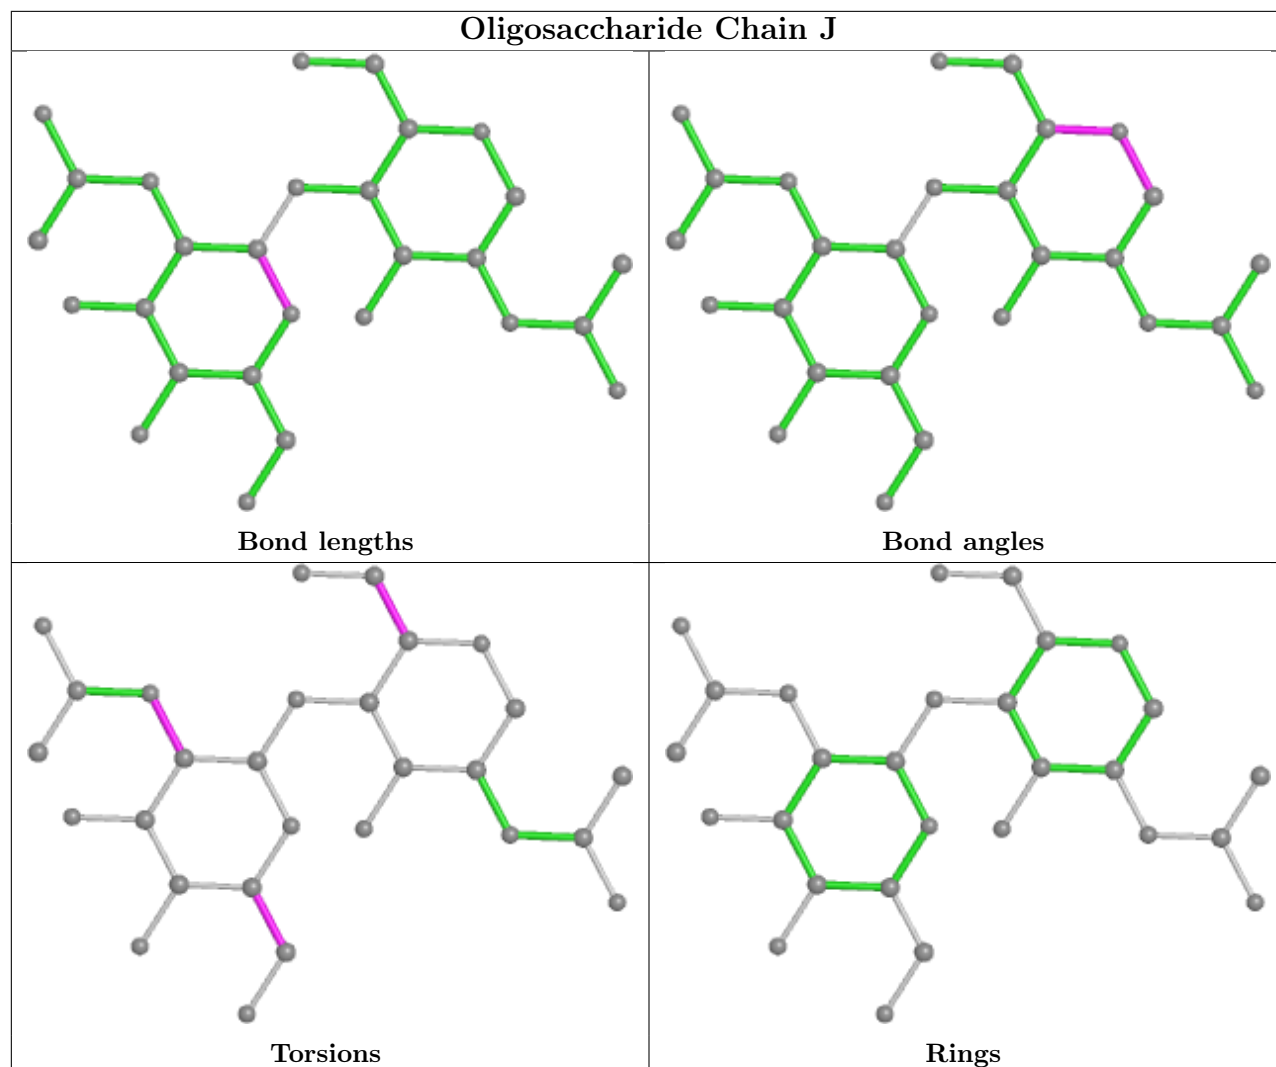 Oligosaccharide Chain J
Bond lengths
Bond angles
Torsions
Rings